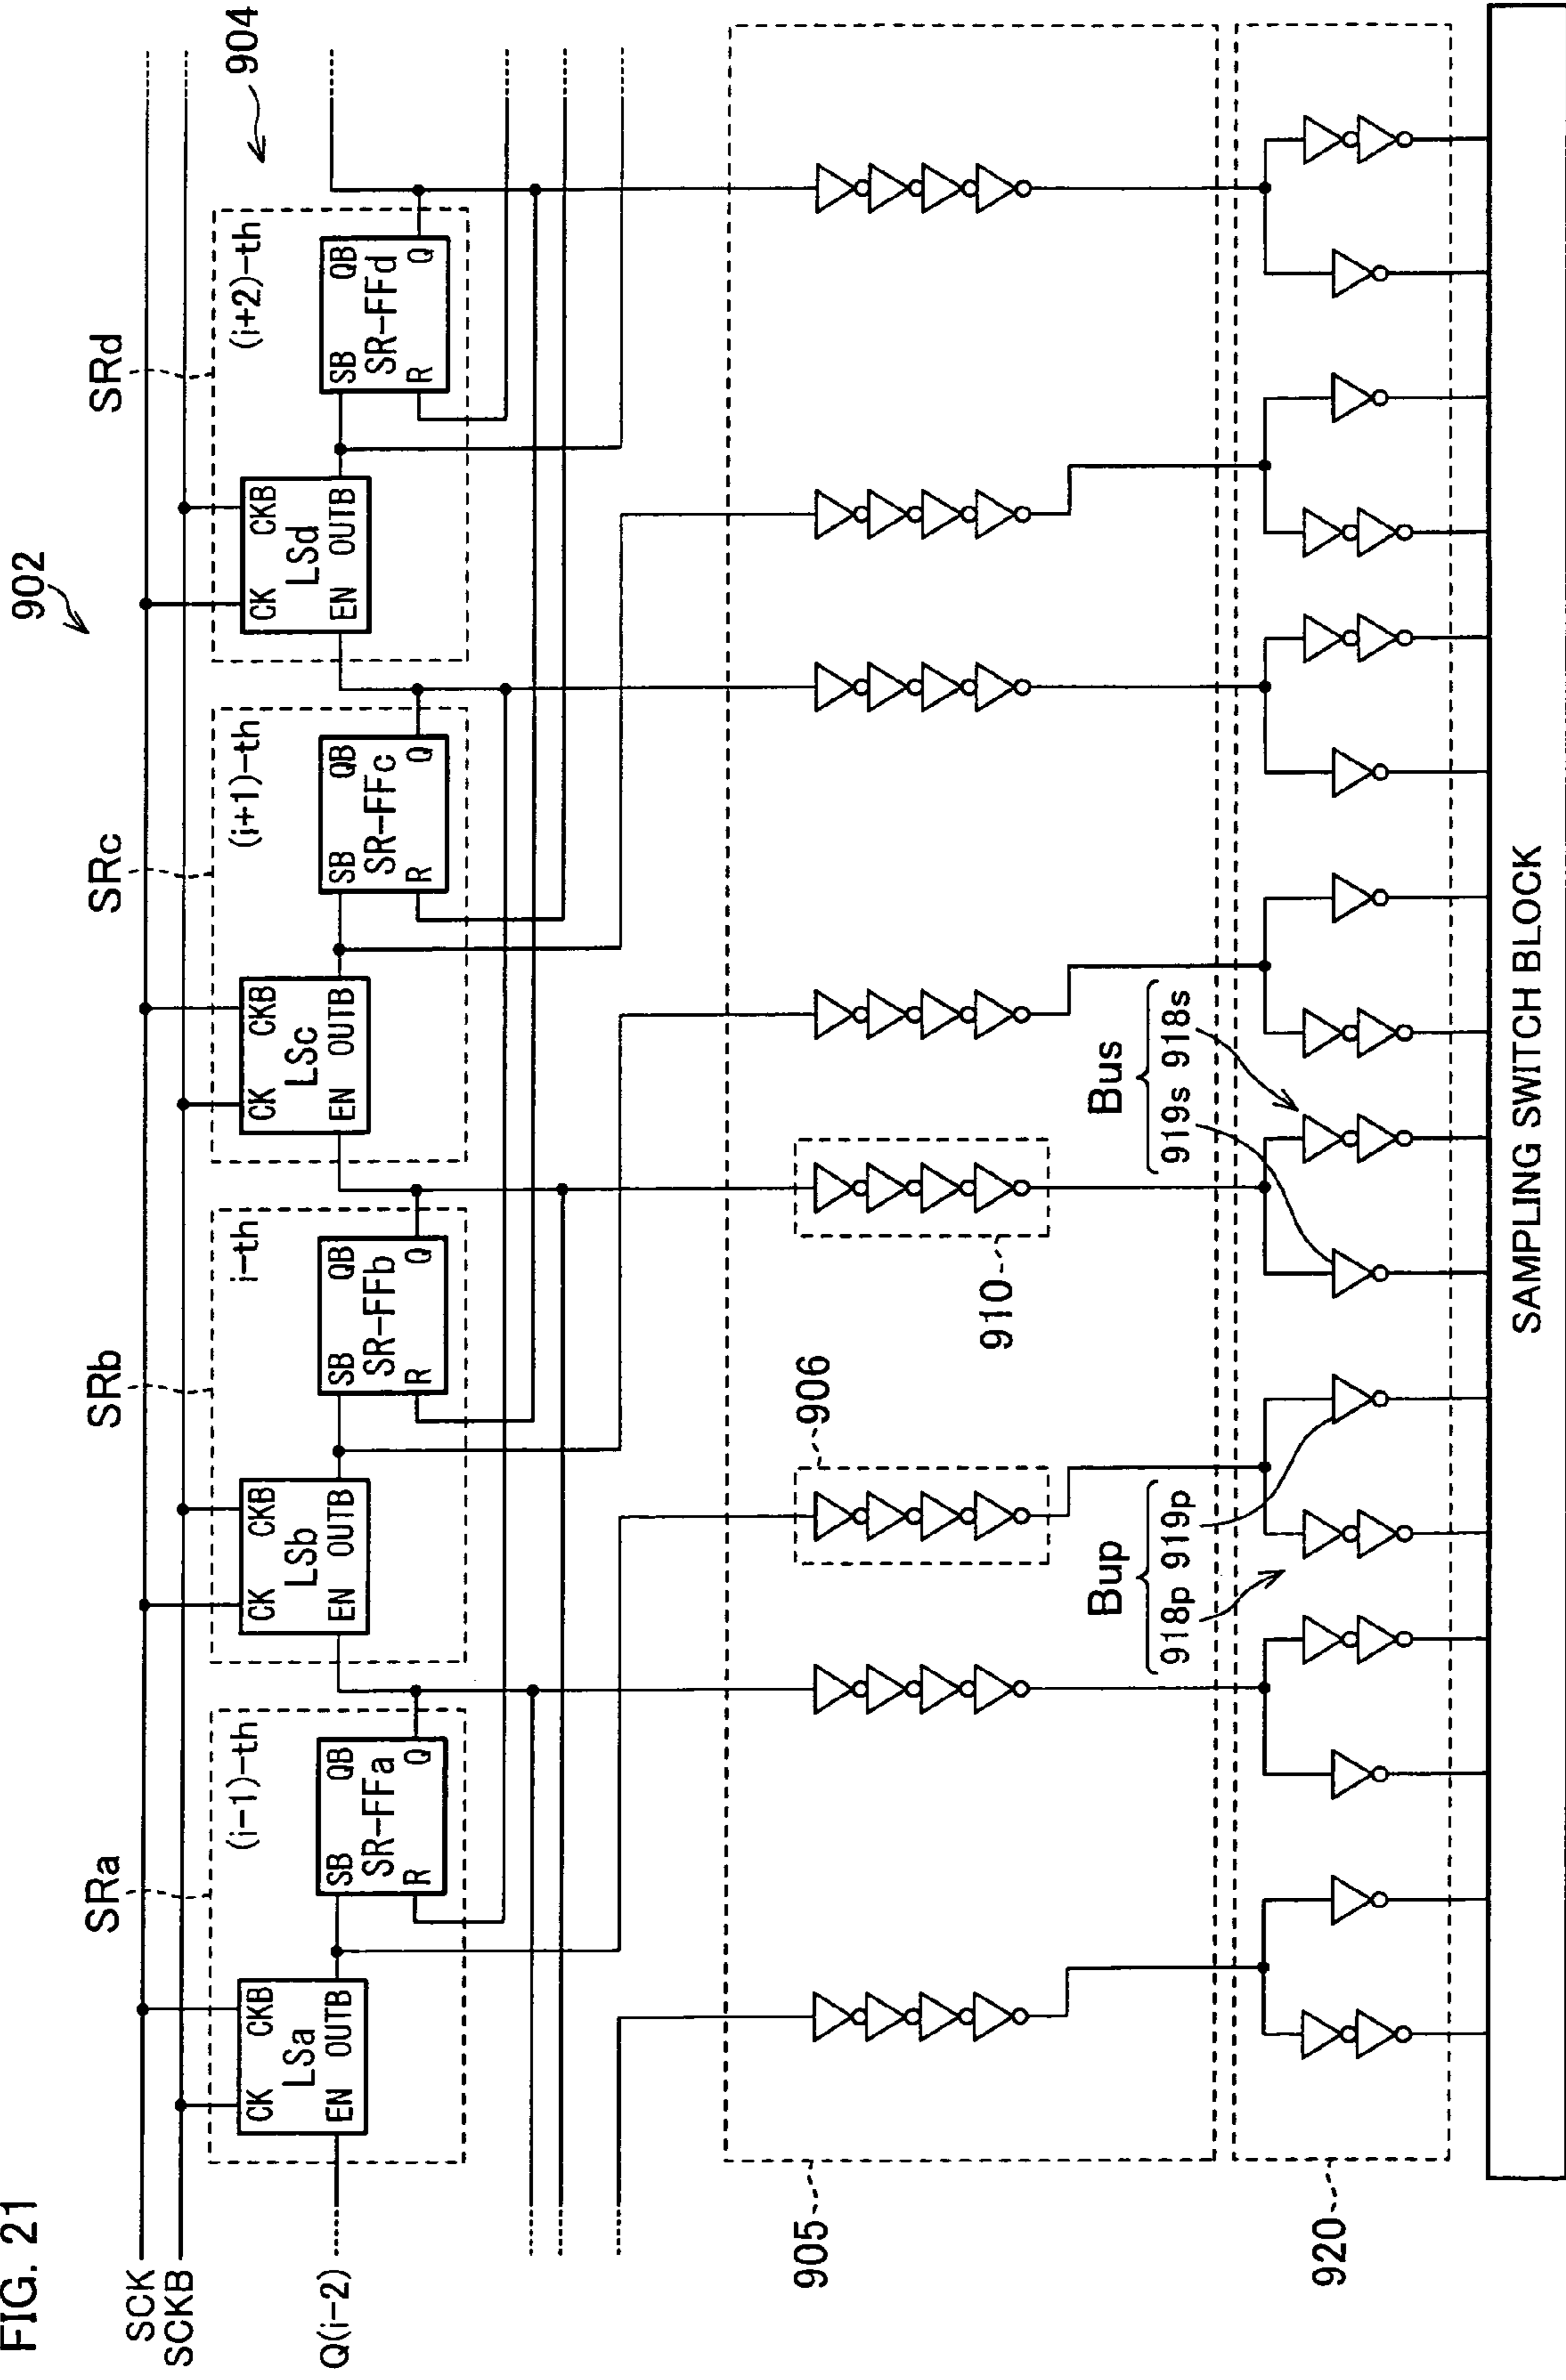 FIG. 21
902
904
SRa
SRb
SRc
SRd
SCK
SCKB
Q(i-2)
(i-1)-th
i-th
(i+1)-th
(i+2)-th
CK CKB
LSa
EN OUTB
SB QB
SR-FFa
R Q
CK CKB
LSb
EN OUTB
SB QB
SR-FFb
R Q
CK CKB
LSc
EN OUTB
SB QB
SR-FFc
R Q
CK CKB
LSd
EN OUTB
SB QB
SR-FFd
R Q
905
906
910
Bup
918p 919p
Bus
919s 918s
920
SAMPLING SWITCH BLOCK